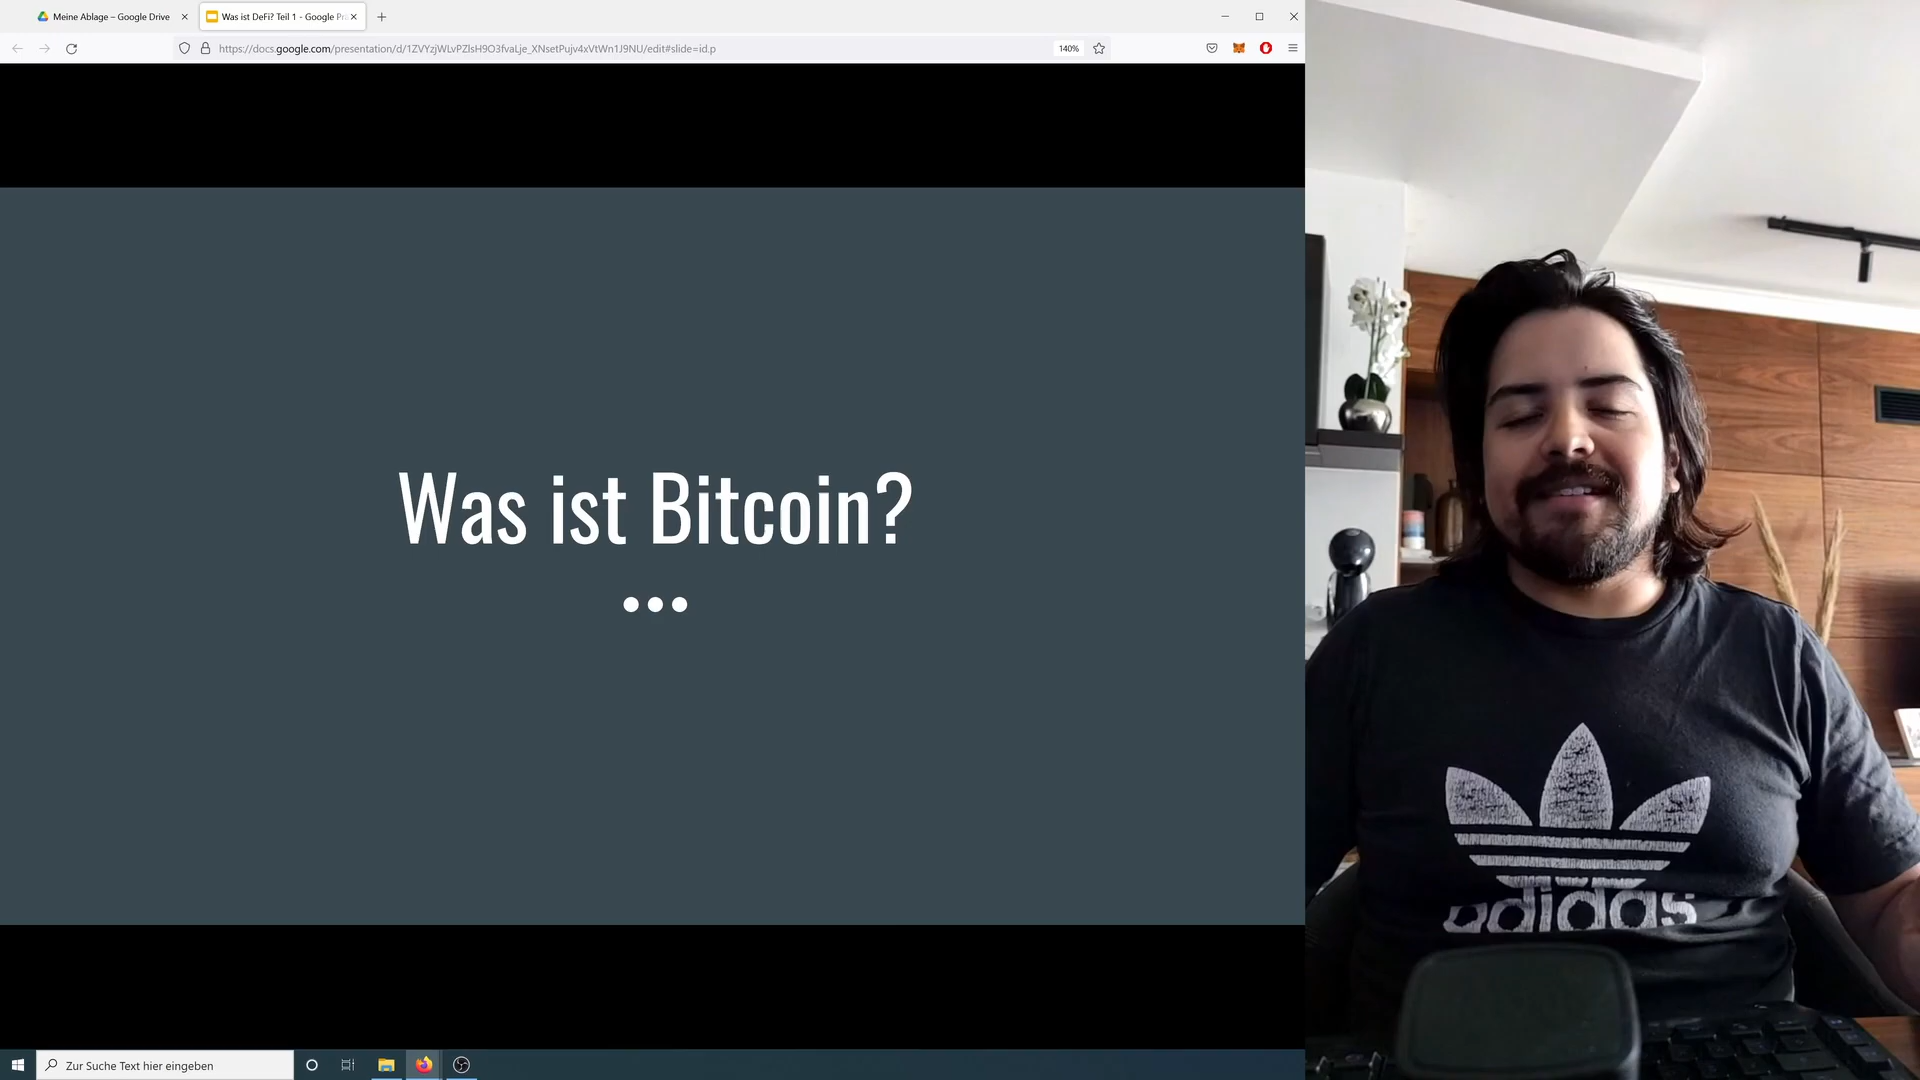 Meine Ablage – Google Drive
Was ist DeFi? Teil 1 - Google Prä
https://docs.google.com/presentation/d/1ZVYzjWLvPZlsH9O3fvaLje_XNsetPujv4xVtWn1J9NU/edit#slide=id.p
140%
Was ist Bitcoin?
adidas
Zur Suche Text hier eingeben